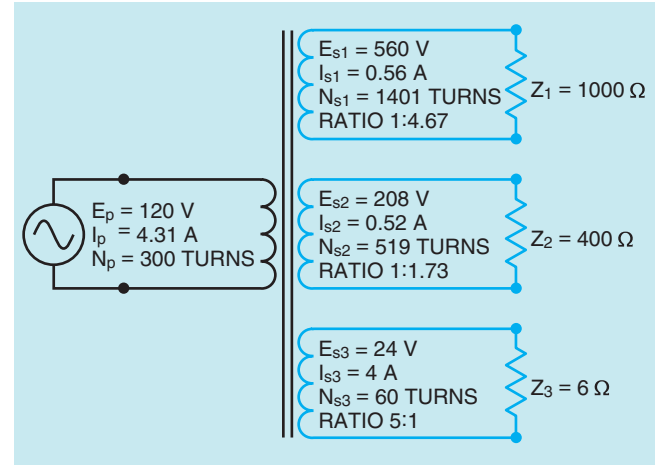 Es1 = 560 V
Is1 = 0.56 A
Ns1 = 1401 TURNS
RATIO 1:4.67
Z1 = 1000 Ω
Ep = 120 V
Ip = 4.31 A
Np = 300 TURNS
Es2 = 208 V
Is2 = 0.52 A
Ns2 = 519 TURNS
RATIO 1:1.73
Z2 = 400 Ω
Es3 = 24 V
Is3 = 4 A
Ns3 = 60 TURNS
RATIO 5:1
Z3 = 6 Ω